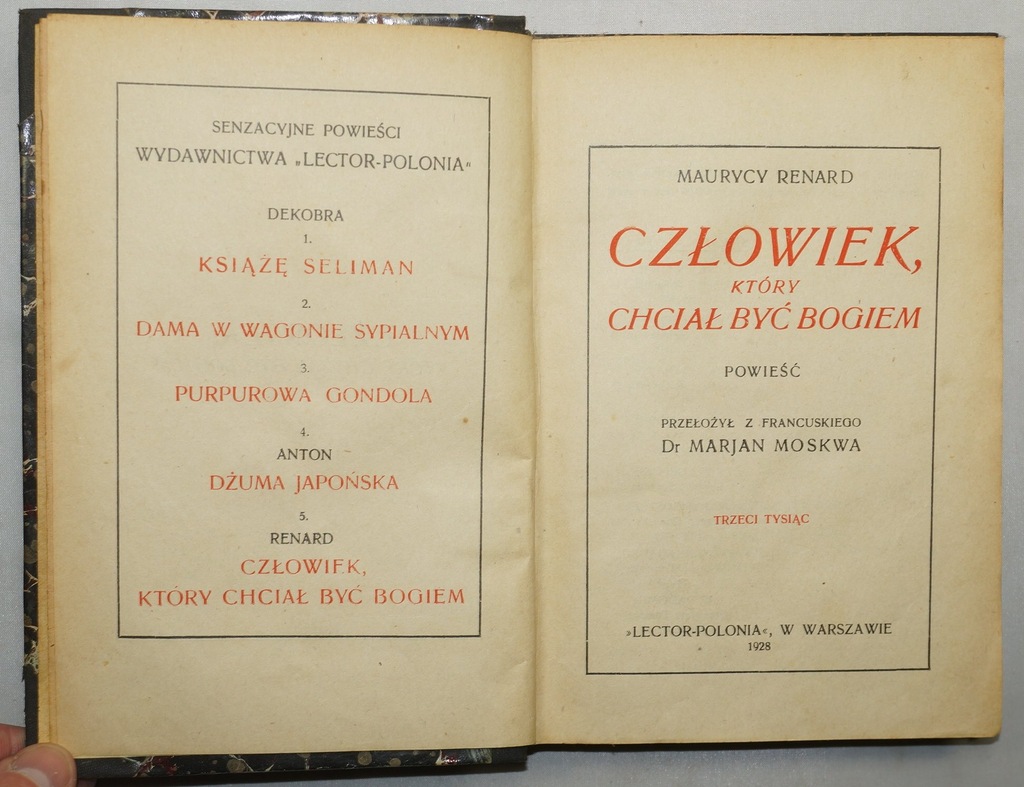 SENZACYJNE POWIEŚCI
WYDAWNICTWA „LECTOR-POLONIA"
DEKOBRA
1.
KSIĄŻĘ SELIMAN
2.
DAMA W WAGONIE SYPIALNYM
3.
PURPUROWA GONDOLA
4.
ANTON
DŻUMA JAPOŃSKA
5.
RENARD
CZŁOWIEK,
KTÓRY CHCIAŁ BYĆ BOGIEM
MAURYCY RENARD
CZŁOWIEK,
KTÓRY
CHCIAŁ BYĆ BOGIEM
POWIEŚĆ
PRZEŁOŻYŁ Z FRANCUSKIEGO
Dr MARJAN MOSKWA
TRZECI TYSIĄC
»LECTOR-POLONIA«, W WARSZAWIE
1928